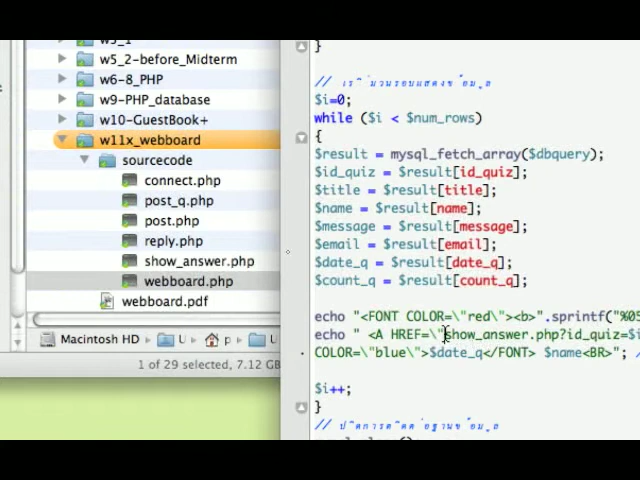 w5_1
w5_2-before_Midterm
w6-8_PHP
w9-PHP_database
w10-GuestBook+
w11x_webboard
sourcecode
connect.php
post_q.php
post.php
reply.php
show_answer.php
webboard.php
webboard.pdf
Macintosh HD
U
p
1 of 29 selected, 7.12 GB
}
//
$i=0;
while ($i < $num_rows)
{
$result = mysql_fetch_array($dbquery);
$id_quiz = $result[id_quiz];
$title = $result[title];
$name = $result[name];
$message = $result[message];
$email = $result[email];
$date_q = $result[date_q];
$count_q = $result[count_q];
echo "<FONT COLOR=\"red\"><b>".sprintf("%05
echo " <A HREF=\"show_answer.php?id_quiz=$i
COLOR=\"blue\">$date_q</FONT> $name<BR>"; /
$i++;
}
//